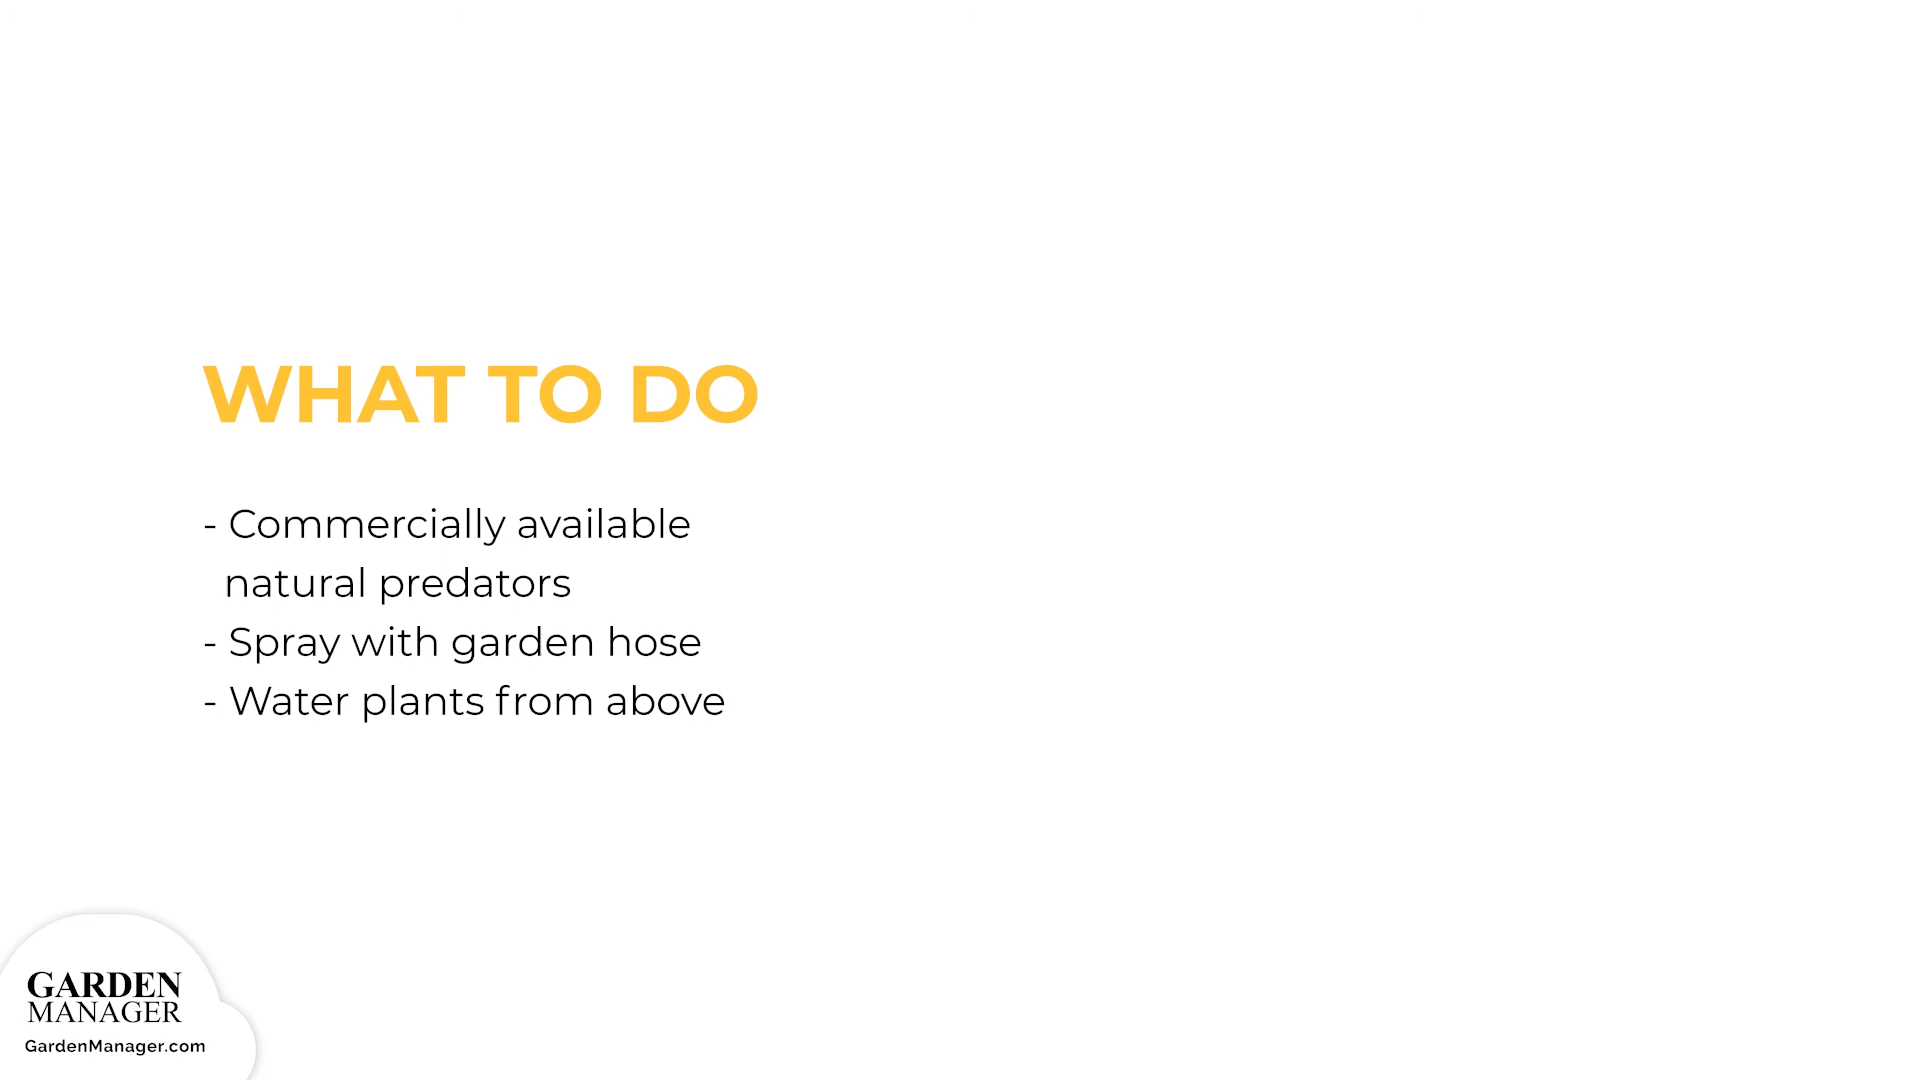 WHAT TO DO
- Commercially available
natural predators
- Spray with garden hose
- Water plants from above
GARDEN
MANAGER
GardenManager.com